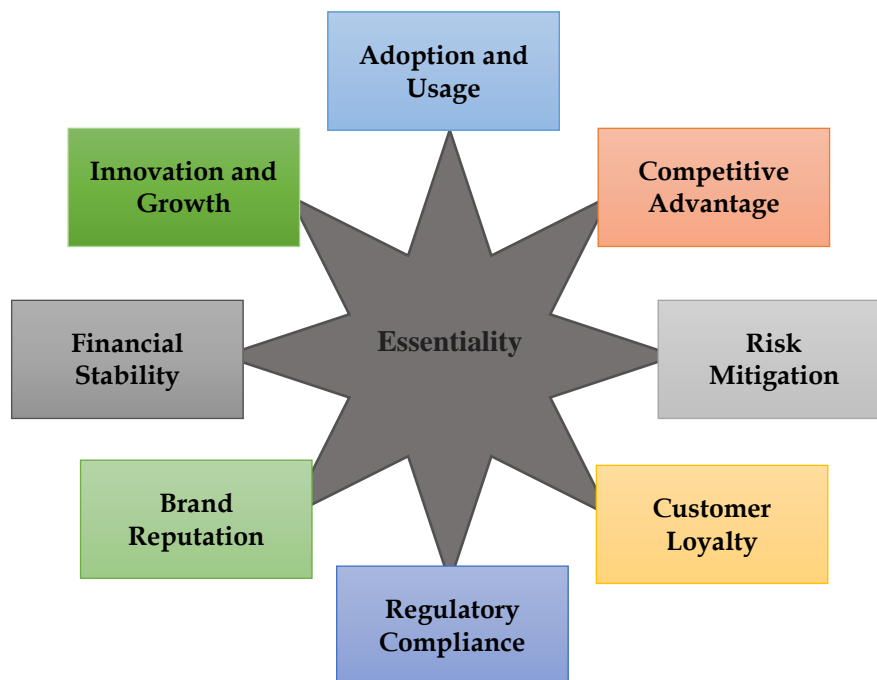 Adoption and
Usage
Innovation and
Growth
Competitive
Advantage
Financial
Stability
Essentiality
Risk
Mitigation
Brand
Reputation
Customer
Loyalty
Regulatory
Compliance